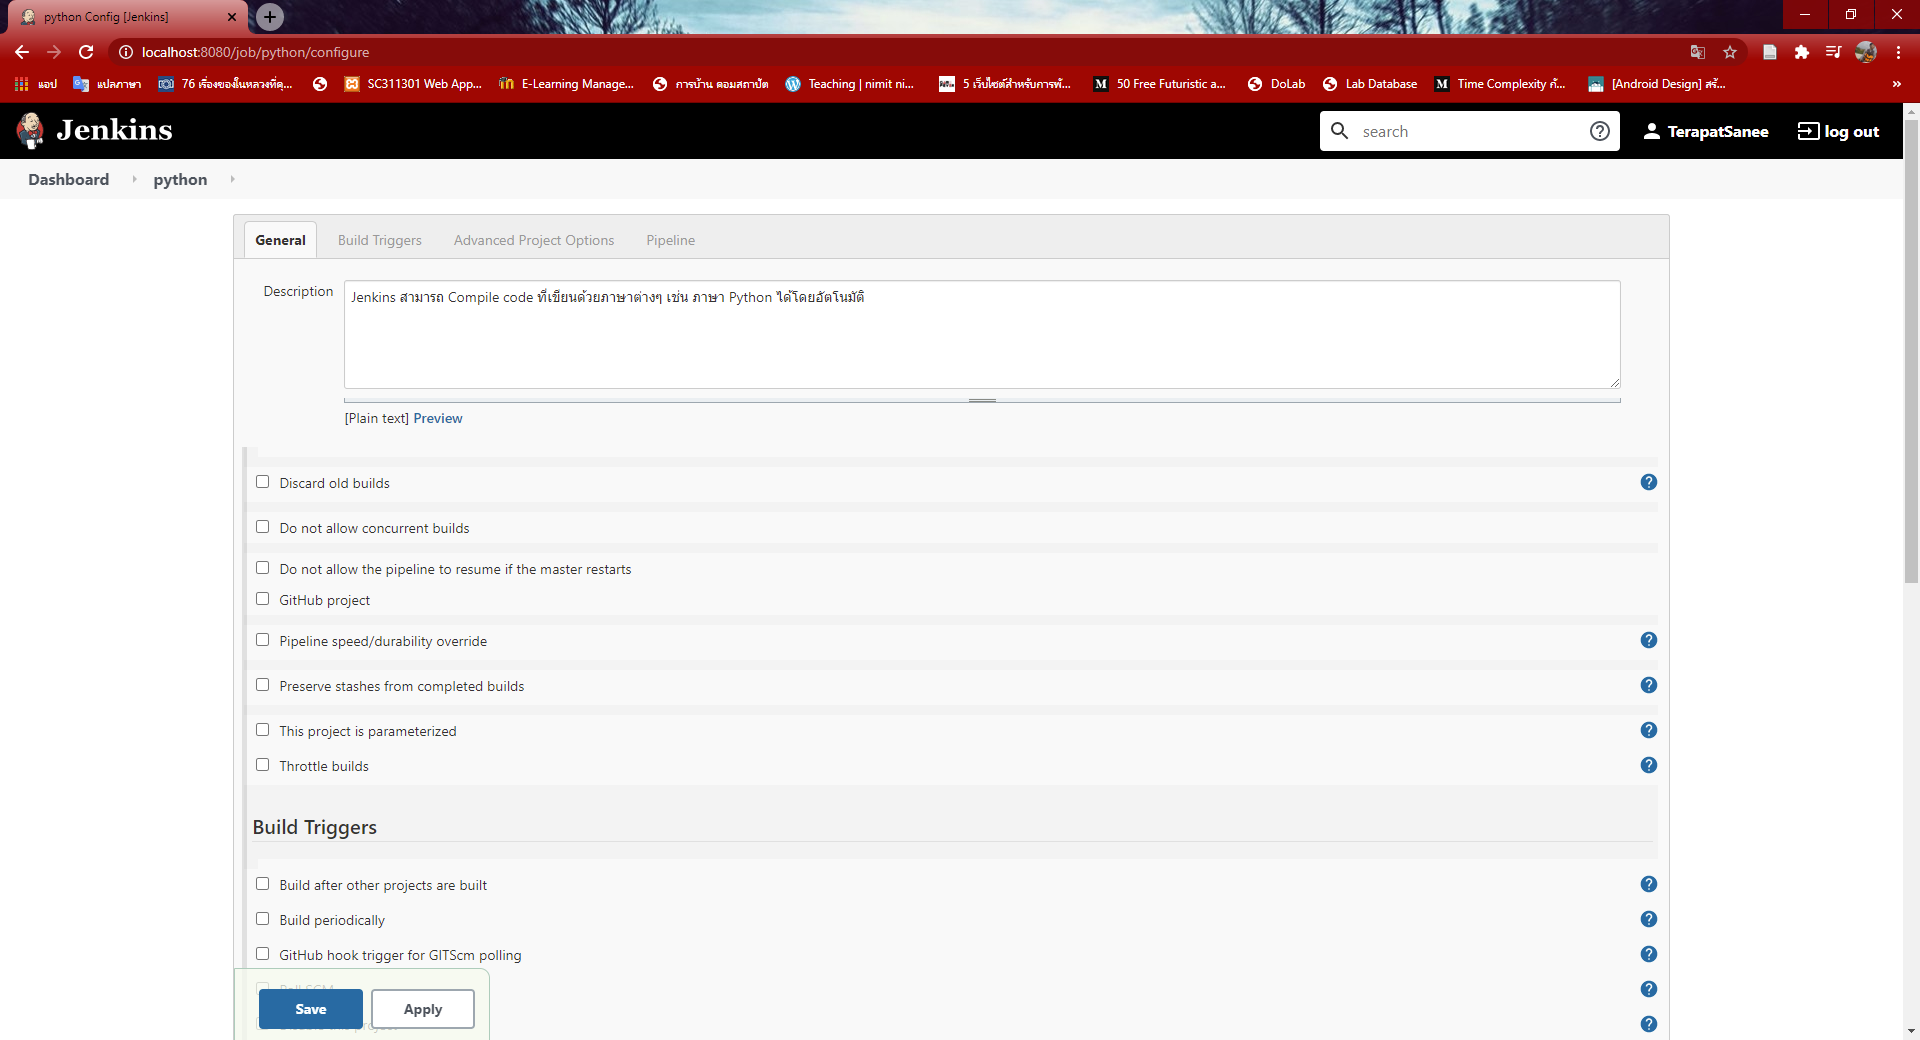 python Config [Jenkins]
localhost:8080/job/python/configure
แอป
แปลภาษา
76 เรื่องของในหลวงที่คุ...
SC311301 Web App...
E-Learning Manage...
การบ้าน คอมสถาปัต
Teaching | nimit ni...
5 เว็บไซต์สำหรับการพั...
50 Free Futuristic a...
DoLab
Lab Database
Time Complexity ก้...
[Android Design] สร้...
Jenkins
search
TerapatSanee
log out
Dashboard
python
General
Build Triggers
Advanced Project Options
Pipeline
Description
Jenkins สามารถ Compile code ที่เขียนด้วยภาษาต่างๆ เช่น ภาษา Python ได้โดยอัตโนมัติ
[Plain text] Preview
Discard old builds
Do not allow concurrent builds
Do not allow the pipeline to resume if the master restarts
GitHub project
Pipeline speed/durability override
Preserve stashes from completed builds
This project is parameterized
Throttle builds
Build Triggers
Build after other projects are built
Build periodically
GitHub hook trigger for GITScm polling
Poll SCM
Save
Apply